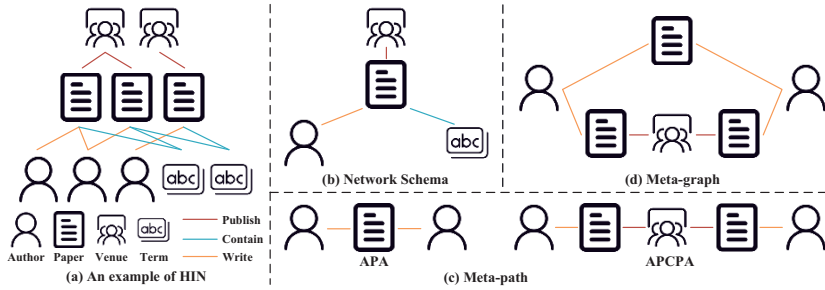 abc
abc
Author
Paper
Venue
abc
Term
Publish
Contain
Write
(a) An example of HIN
abc
(b) Network Schema
(d) Meta-graph
APA
APCPA
(c) Meta-path